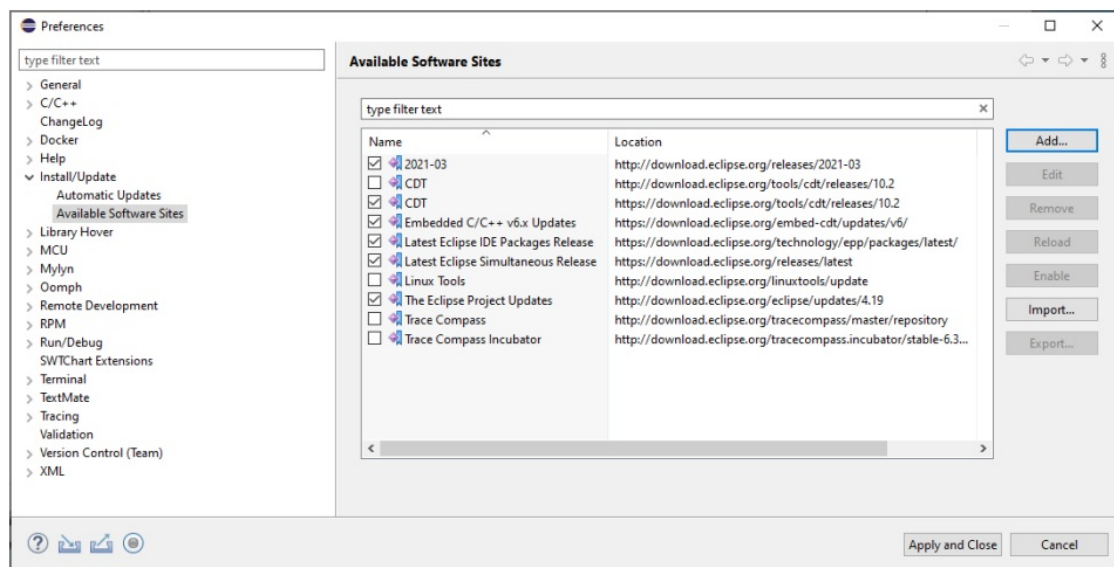 Preferences
type filter text
General
C/C++
ChangeLog
Docker
Help
Install/Update
Automatic Updates
Available Software Sites
Library Hover
MCU
Mylyn
Oomph
Remote Development
RPM
Run/Debug
SWTChart Extensions
Terminal
TextMate
Tracing
Validation
Version Control (Team)
XML
Available Software Sites
type filter text
Name Location
2021-03 http://download.eclipse.org/releases/2021-03
CDT http://download.eclipse.org/tools/cdt/releases/10.2
CDT https://download.eclipse.org/tools/cdt/releases/10.2
Embedded C/C++ v6.x Updates https://download.eclipse.org/embed-cdt/updates/v6/
Latest Eclipse IDE Packages Release https://download.eclipse.org/technology/epp/packages/latest/
Latest Eclipse Simultaneous Release https://download.eclipse.org/releases/latest
Linux Tools http://download.eclipse.org/linuxtools/update
The Eclipse Project Updates http://download.eclipse.org/eclipse/updates/4.19
Trace Compass http://download.eclipse.org/tracecompass/master/repository
Trace Compass Incubator http://download.eclipse.org/tracecompass.incubator/stable-6.3...
Add...
Edit
Remove
Reload
Enable
Import...
Export...
Apply and Close
Cancel